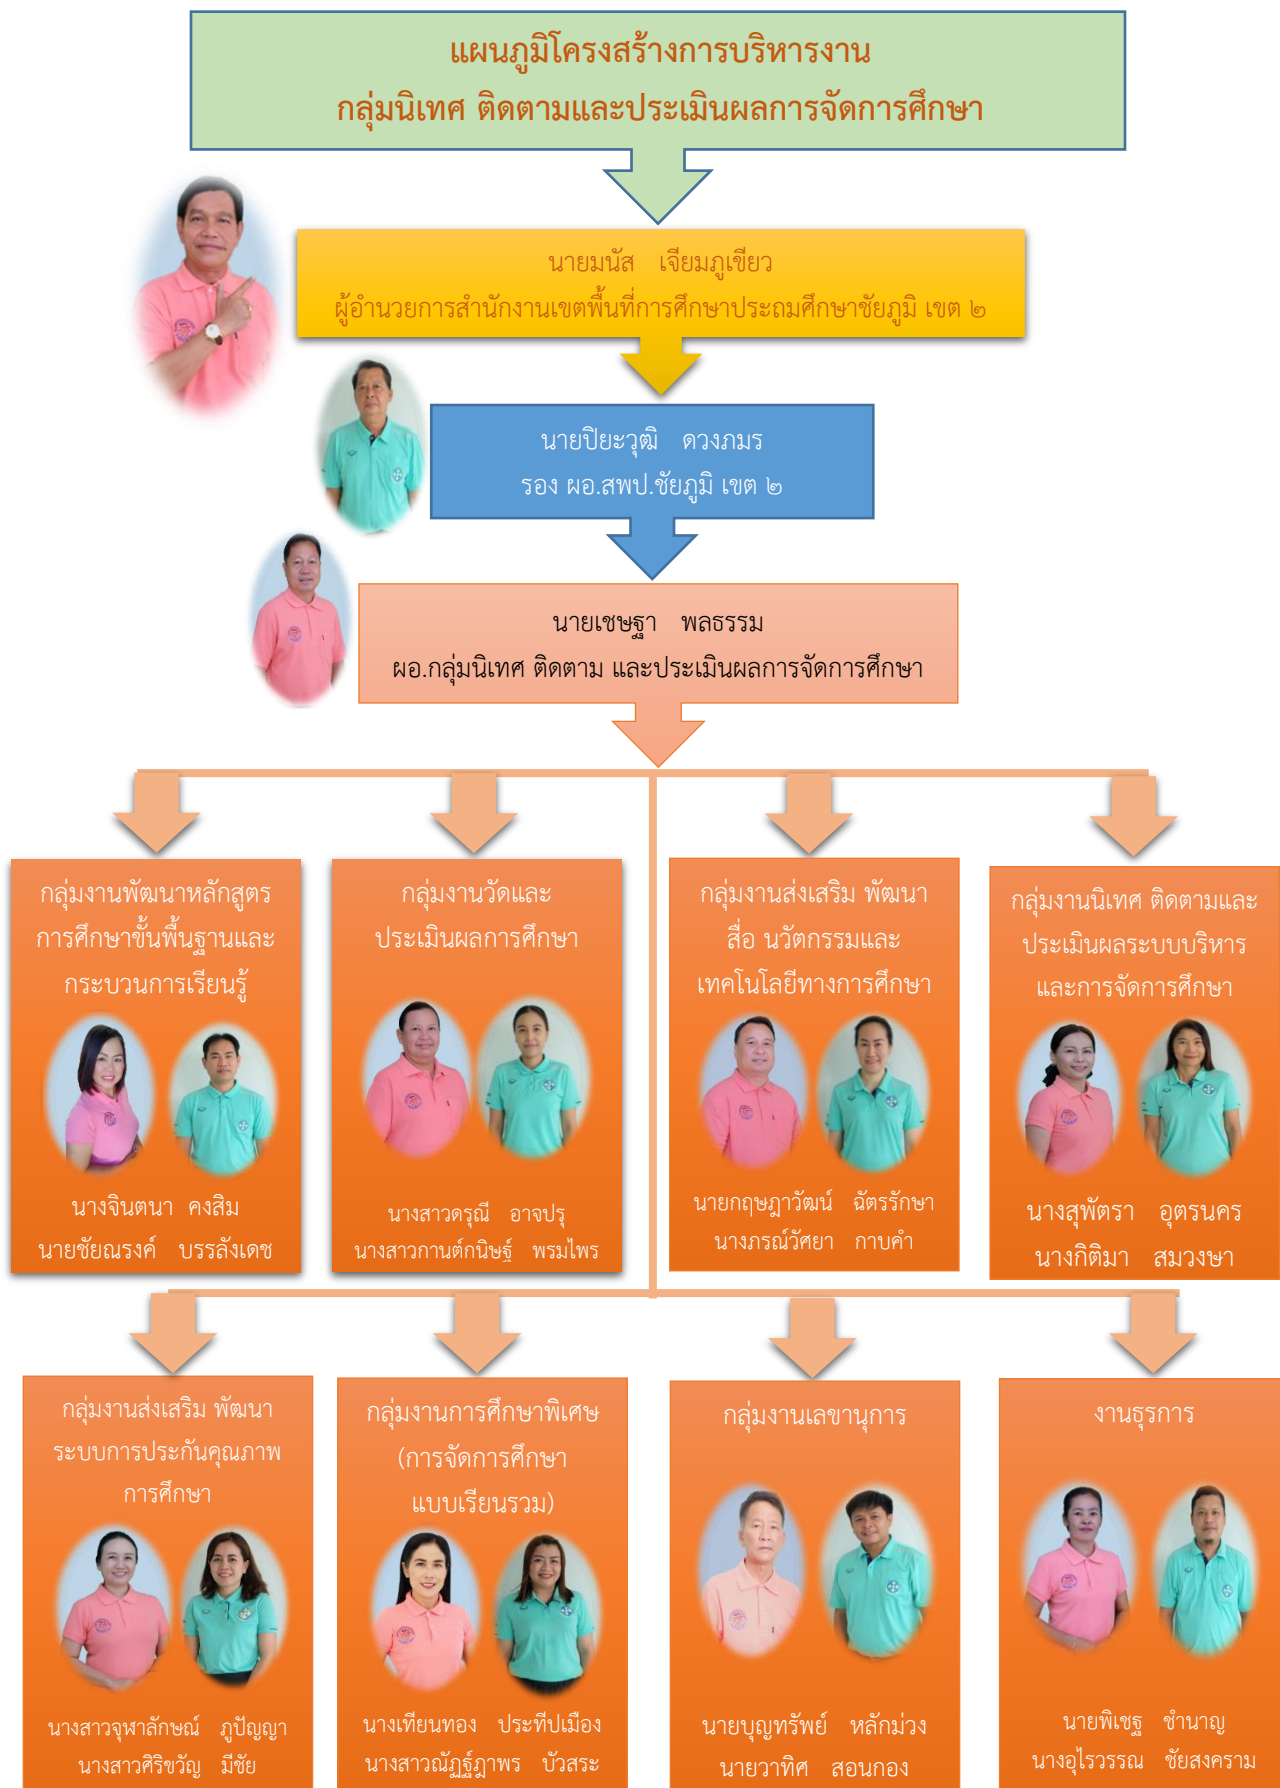 แผนภูมิโครงสร้างการบริหารงาน
กลุ่มนิเทศ ติดตามและประเมินผลการจัดการศึกษา
นายมนัส เจียมภูเขียว
ผู้อำนวยการสำนักงานเขตพื้นที่การศึกษาประถมศึกษาชัยภูมิ เขต ๒
นายปิยะวุฒิ ดวงภมร
รอง ผอ.สพป.ชัยภูมิ เขต ๒
นายเชษฐา พลธรรม
ผอ.กลุ่มนิเทศ ติดตาม และประเมินผลการจัดการศึกษา
กลุ่มงานพัฒนาหลักสูตร
การศึกษาขั้นพื้นฐานและ
กระบวนการเรียนรู้
นางจินตนา คงสิม
นายชัยณรงค์ บรรลังเดช
กลุ่มงานวัดและ
ประเมินผลการศึกษา
นางสาวดรุณี อาจปรุ
นางสาวกานต์กนิษฐ์ พรมไพร
กลุ่มงานส่งเสริม พัฒนา
สื่อ นวัตกรรมและ
เทคโนโลยีทางการศึกษา
นายกฤษฎาวัฒน์ ฉัตรรักษา
นางภรณ์วิศยา กาบคำ
กลุ่มงานนิเทศ ติดตามและ
ประเมินผลระบบบริหาร
และการจัดการศึกษา
นางสุพัตรา อุตรนคร
นางกิติมา สมวงษา
กลุ่มงานส่งเสริม พัฒนา
ระบบการประกันคุณภาพ
การศึกษา
นางสาวจุฬาลักษณ์ ภูปัญญา
นางสาวศิริขวัญ มีชัย
กลุ่มงานการศึกษาพิเศษ
(การจัดการศึกษา
แบบเรียนรวม)
นางเทียนทอง ประทีปเมือง
นางสาวณัฏฐ์ฎาพร บัวสระ
กลุ่มงานเลขานุการ
นายบุญทรัพย์ หลักม่วง
นายวาทิศ สอนกอง
งานธุรการ
นายพิเชฐ ชำนาญ
นางอุไรวรรณ ชัยสงคราม